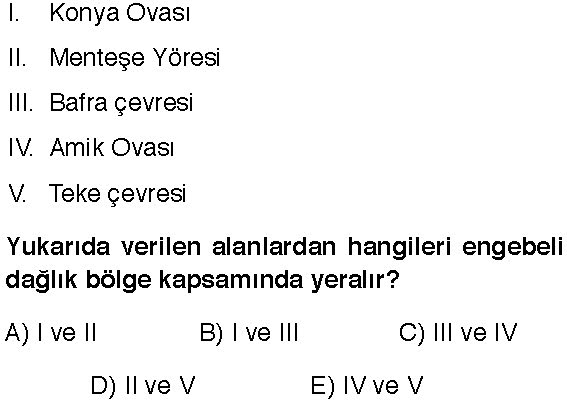 I. Konya Ovası
II. Menteşe Yöresi
III. Bafra çevresi
IV. Amik Ovası
V. Teke çevresi
Yukarıda verilen alanlardan hangileri engebeli
dağlık bölge kapsamında yeralır?
A) I ve II B) I ve III C) III ve IV
D) II ve V E) IV ve V